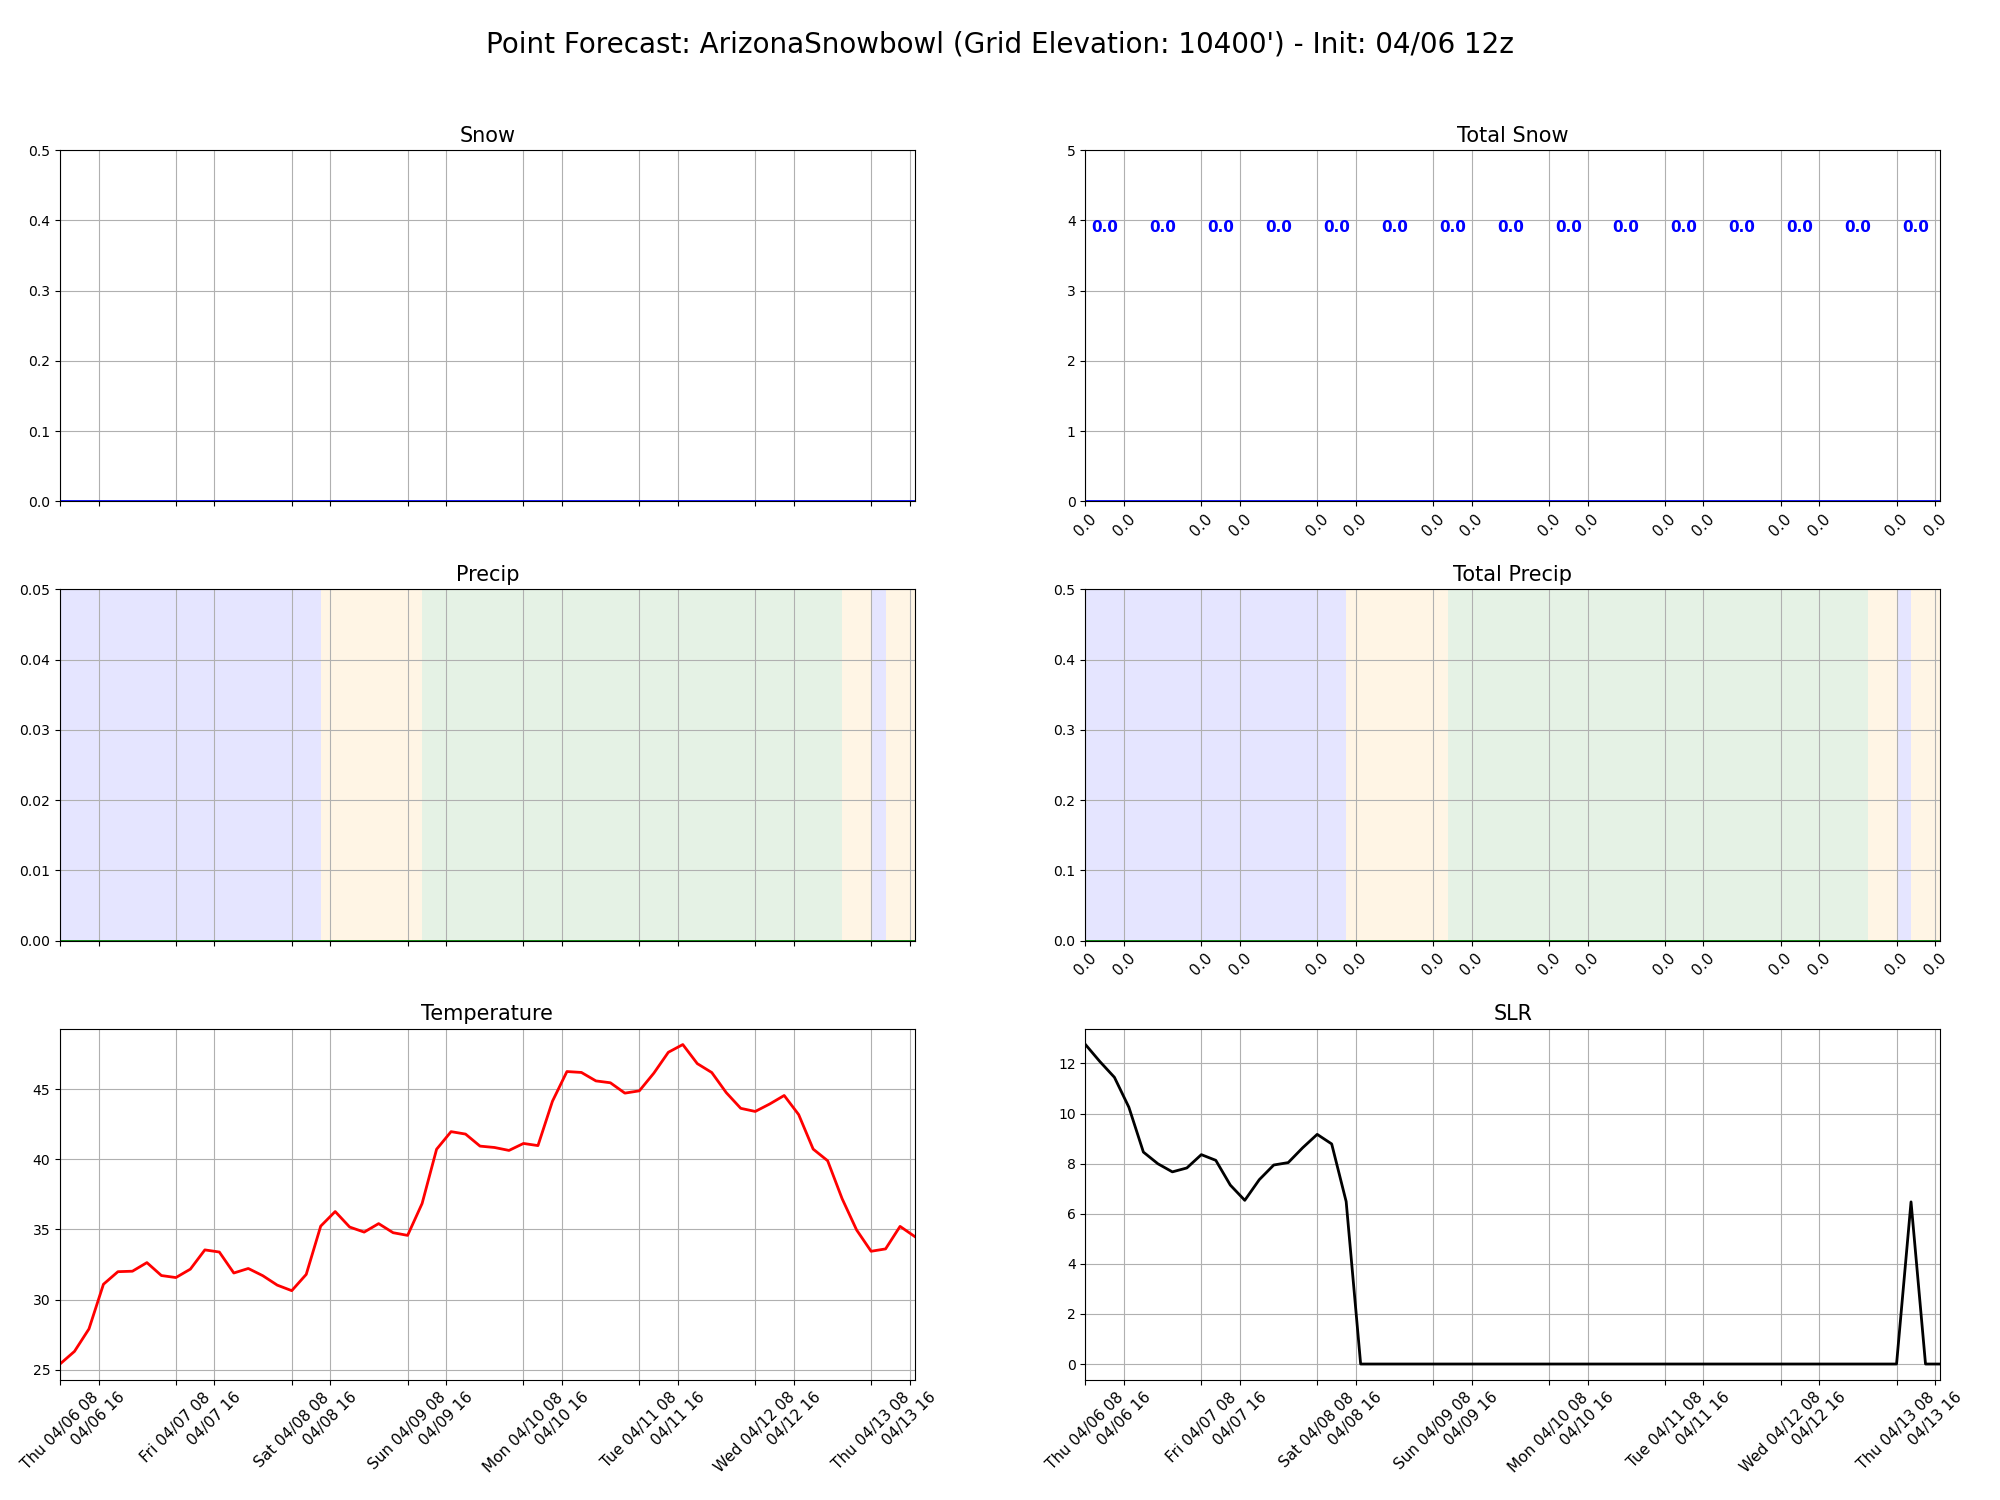 Point Forecast: ArizonaSnowbowl (Grid Elevation: 10400') - Init: 04/06 12z
Snow
0.5
0.4
0.3
0.2
0.1
0.0
Total Snow
5
4
3
2
1
0
0.0 0.0 0.0 0.0 0.0 0.0 0.0 0.0 0.0 0.0 0.0 0.0 0.0 0.0 0.0
0.0 0.0 0.0 0.0 0.0 0.0 0.0 0.0 0.0 0.0 0.0 0.0 0.0 0.0 0.0 0.0
Precip
0.05
0.04
0.03
0.02
0.01
0.00
Total Precip
0.5
0.4
0.3
0.2
0.1
0.0
0.0 0.0 0.0 0.0 0.0 0.0 0.0 0.0 0.0 0.0 0.0 0.0 0.0 0.0 0.0 0.0
Temperature
45
40
35
30
25
Thu 04/06 08
04/06 16
Fri 04/07 08
04/07 16
Sat 04/08 08
04/08 16
Sun 04/09 08
04/09 16
Mon 04/10 08
04/10 16
Tue 04/11 08
04/11 16
Wed 04/12 08
04/12 16
Thu 04/13 08
04/13 16
SLR
12
10
8
6
4
2
0
Thu 04/06 08
04/06 16
Fri 04/07 08
04/07 16
Sat 04/08 08
04/08 16
Sun 04/09 08
04/09 16
Mon 04/10 08
04/10 16
Tue 04/11 08
04/11 16
Wed 04/12 08
04/12 16
Thu 04/13 08
04/13 16